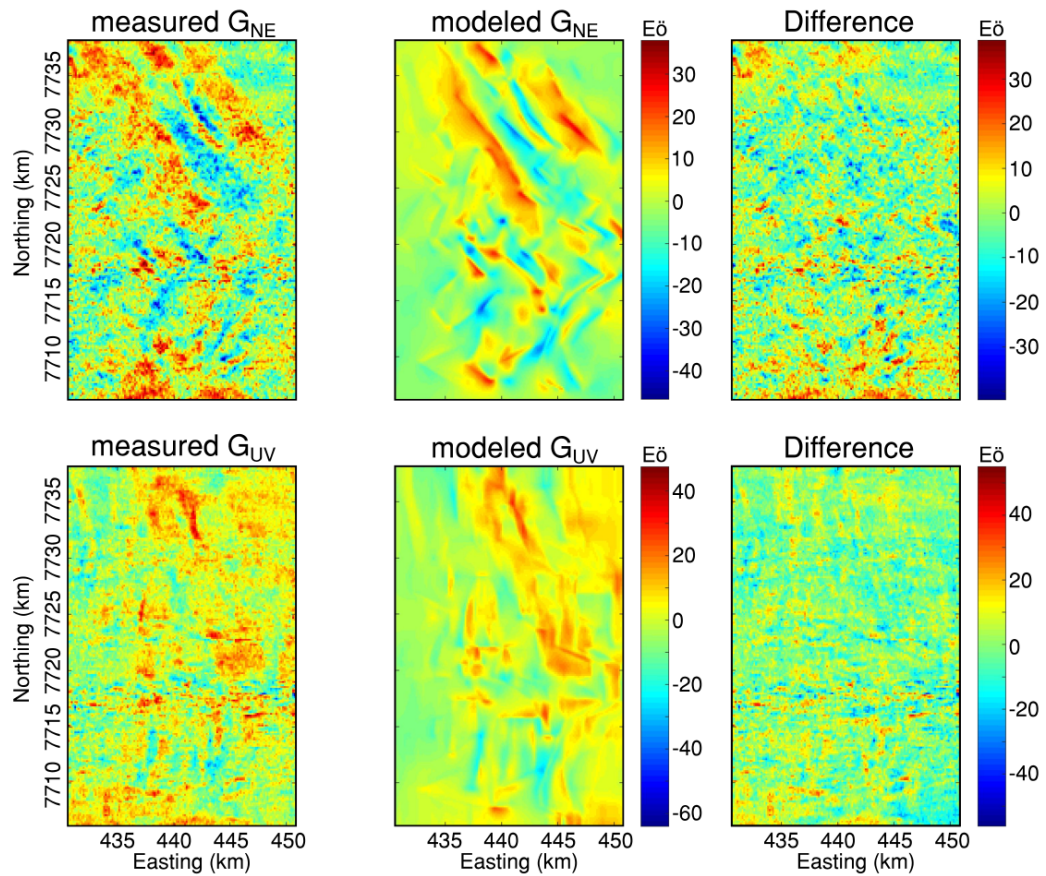 measured G_NE
modeled G_NE
Difference
Eö
Eö
Northing (km)
7735
7730
7725
7720
7715
7710
30
20
10
0
-10
-20
-30
-40
30
20
10
0
-10
-20
-30
measured G_UV
modeled G_UV
Difference
Eö
Eö
Northing (km)
7735
7730
7725
7720
7715
7710
40
20
0
-20
-40
-60
40
20
0
-20
-40
435 440 445 450
435 440 445 450
435 440 445 450
Easting (km)
Easting (km)
Easting (km)